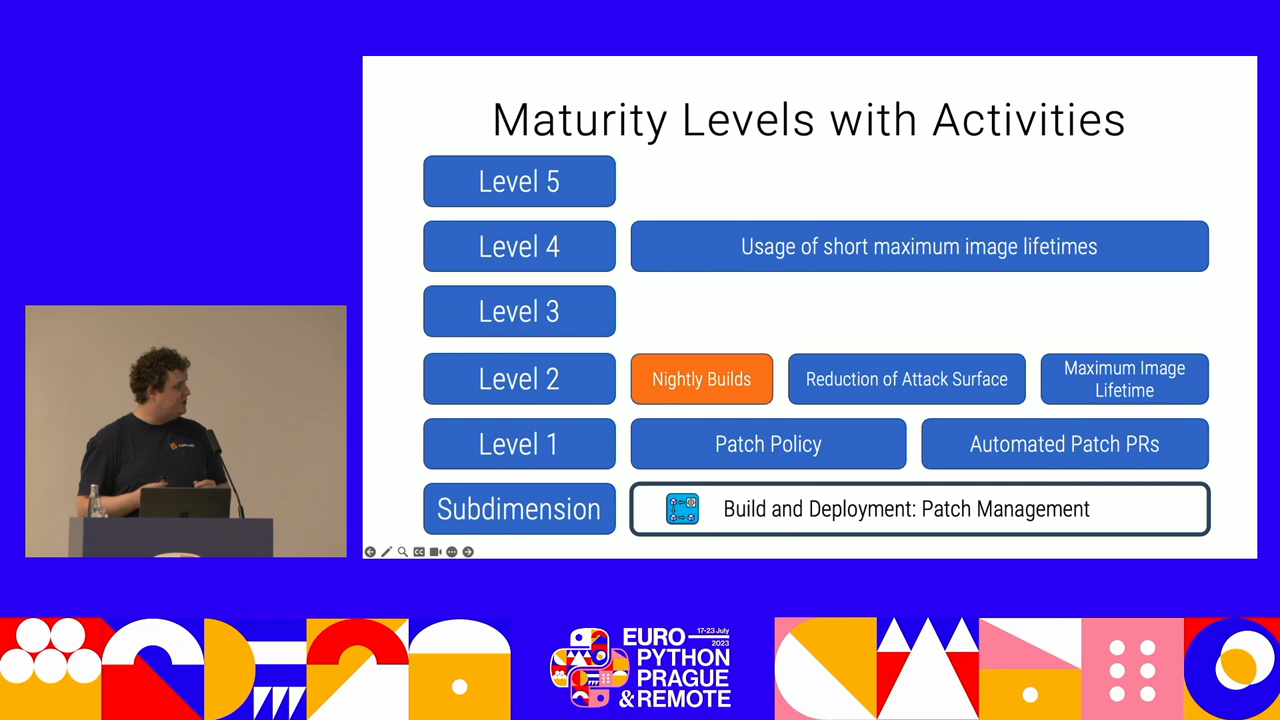 Maturity Levels with Activities
Level 5
Level 4
Usage of short maximum image lifetimes
Level 3
Level 2
Nightly Builds
Reduction of Attack Surface
Maximum Image
Lifetime
Level 1
Patch Policy
Automated Patch PRs
Subdimension
Build and Deployment: Patch Management
CC
EURO
17-23 July
2023
PYTHON
PRAGUE
& REMOTE